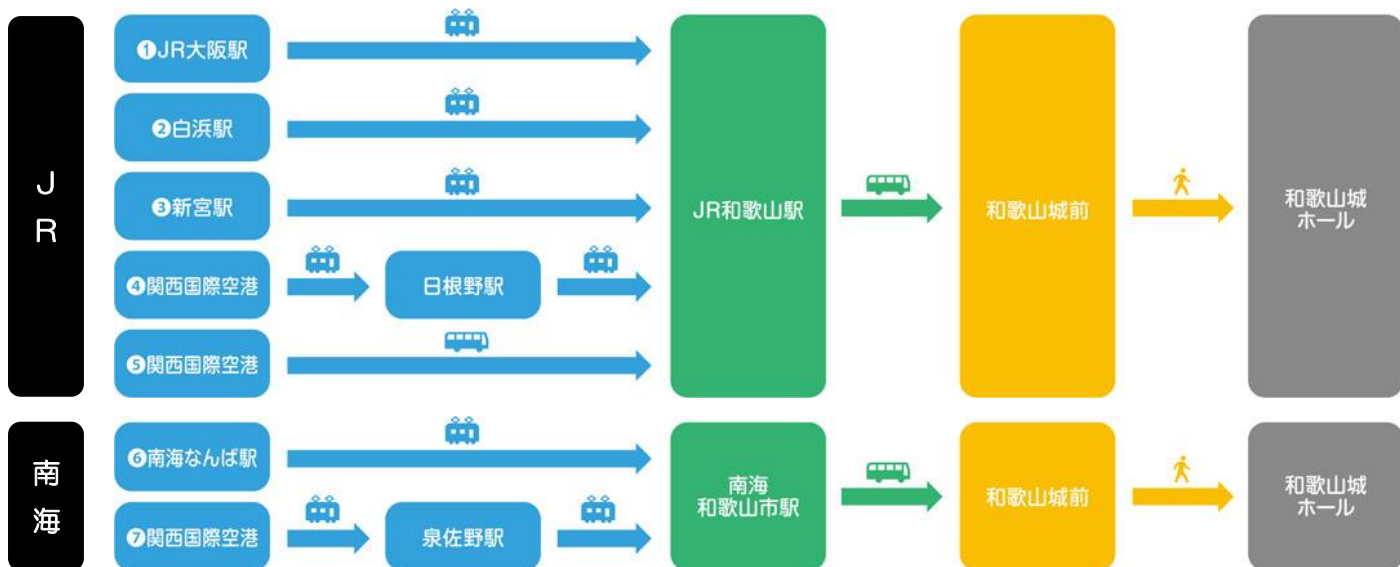 JR
❶JR大阪駅
❷白浜駅
❸新宮駅
❹関西国際空港
日根野駅
❺関西国際空港
JR和歌山駅
和歌山城前
和歌山城
ホール
南海
❻南海なんば駅
❼関西国際空港
泉佐野駅
南海
和歌山市駅
和歌山城前
和歌山城
ホール